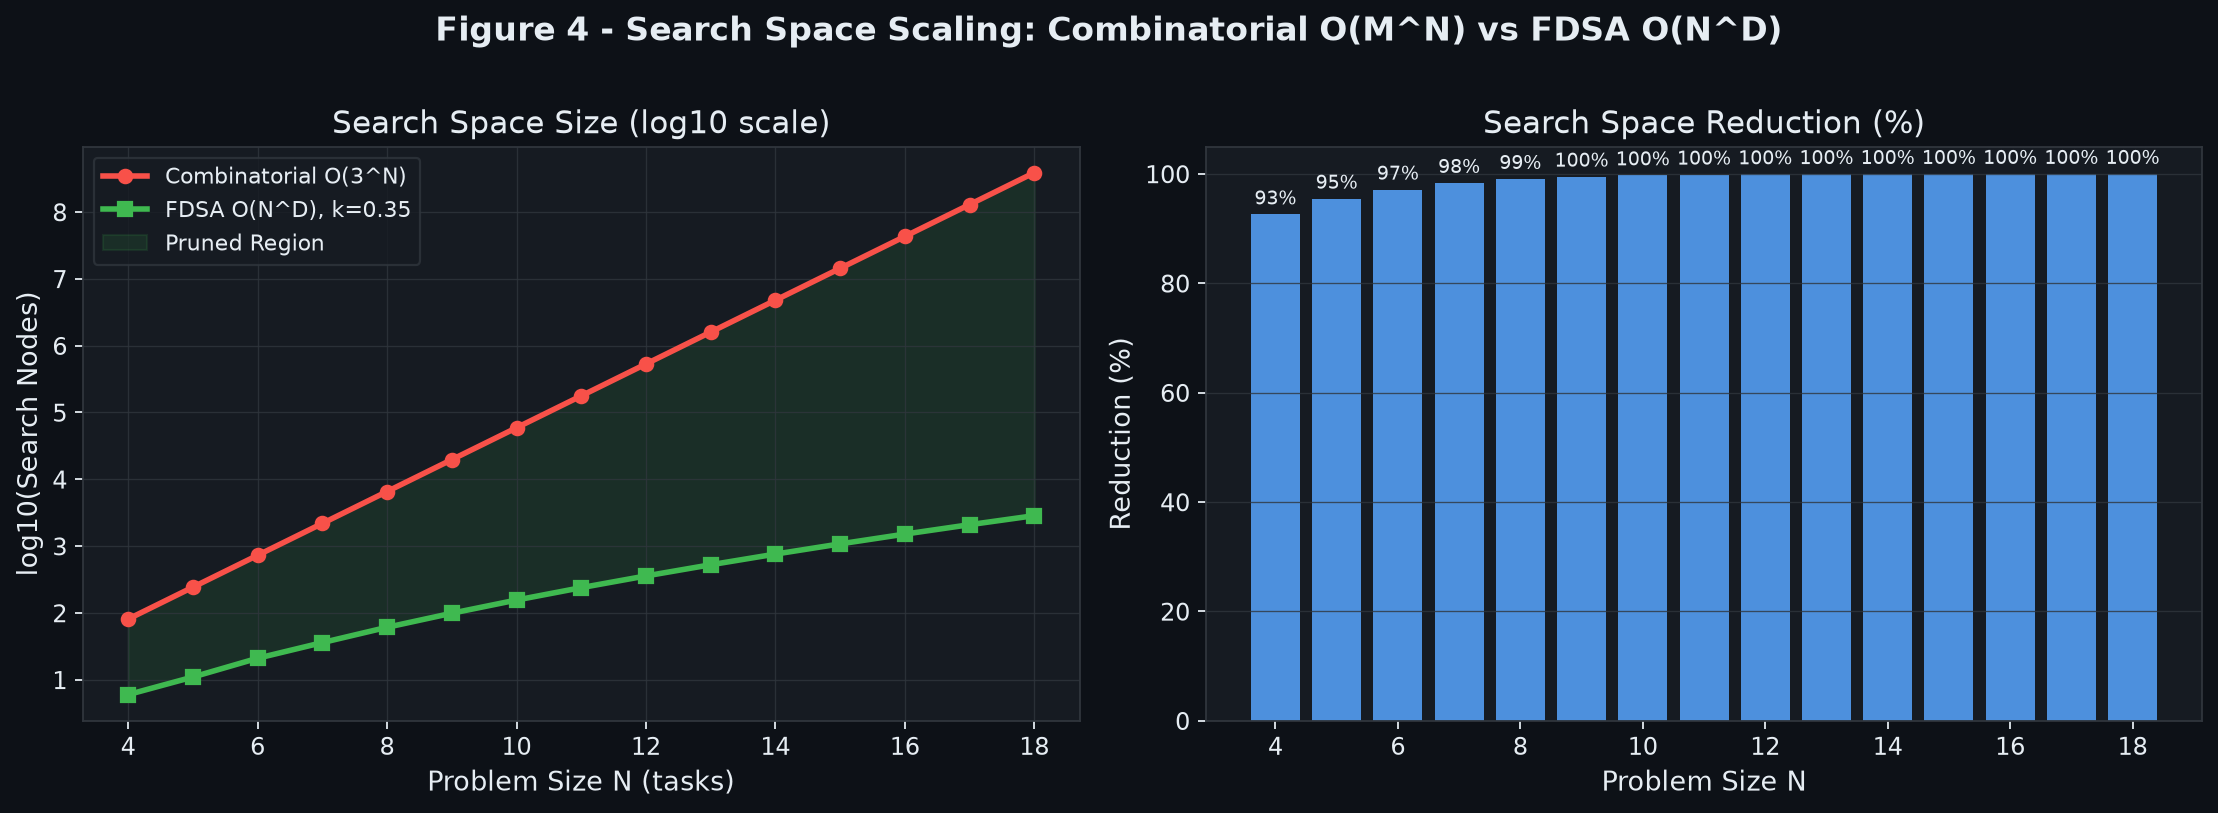 Figure 4 - Search Space Scaling: Combinatorial O(M^N) vs FDSA O(N^D)
Search Space Size (log10 scale)
Combinatorial O(3^N)
FDSA O(N^D), k=0.35
Pruned Region
log10(Search Nodes)
8
7
6
5
4
3
2
1
4 6 8 10 12 14 16 18
Problem Size N (tasks)
Search Space Reduction (%)
93% 95% 97% 98% 99% 100% 100% 100% 100% 100% 100% 100% 100% 100% 100%
Reduction (%)
100
80
60
40
20
0
4 6 8 10 12 14 16 18
Problem Size N